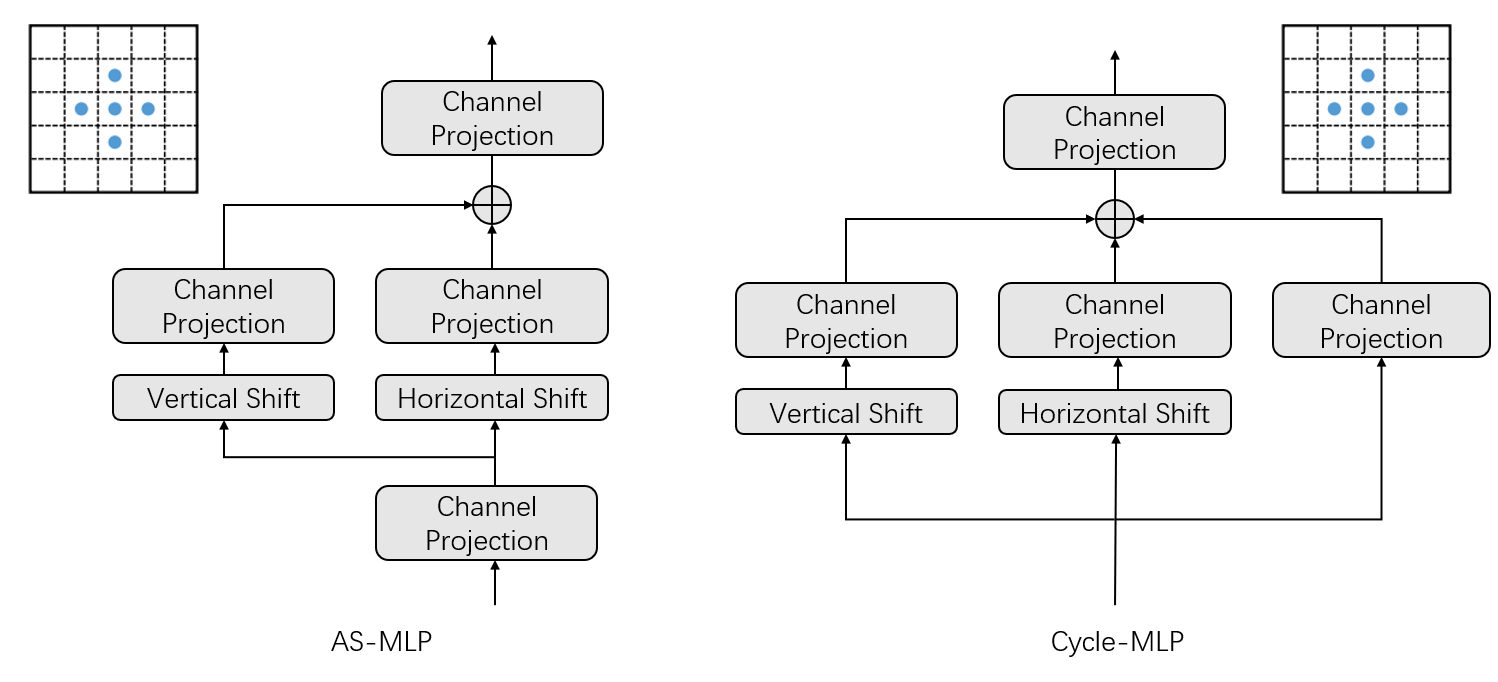 Channel
Projection
Channel
Projection
Channel
Projection
Vertical Shift
Horizontal Shift
Channel
Projection
AS-MLP
Channel
Projection
Channel
Projection
Channel
Projection
Channel
Projection
Vertical Shift
Horizontal Shift
Cycle-MLP